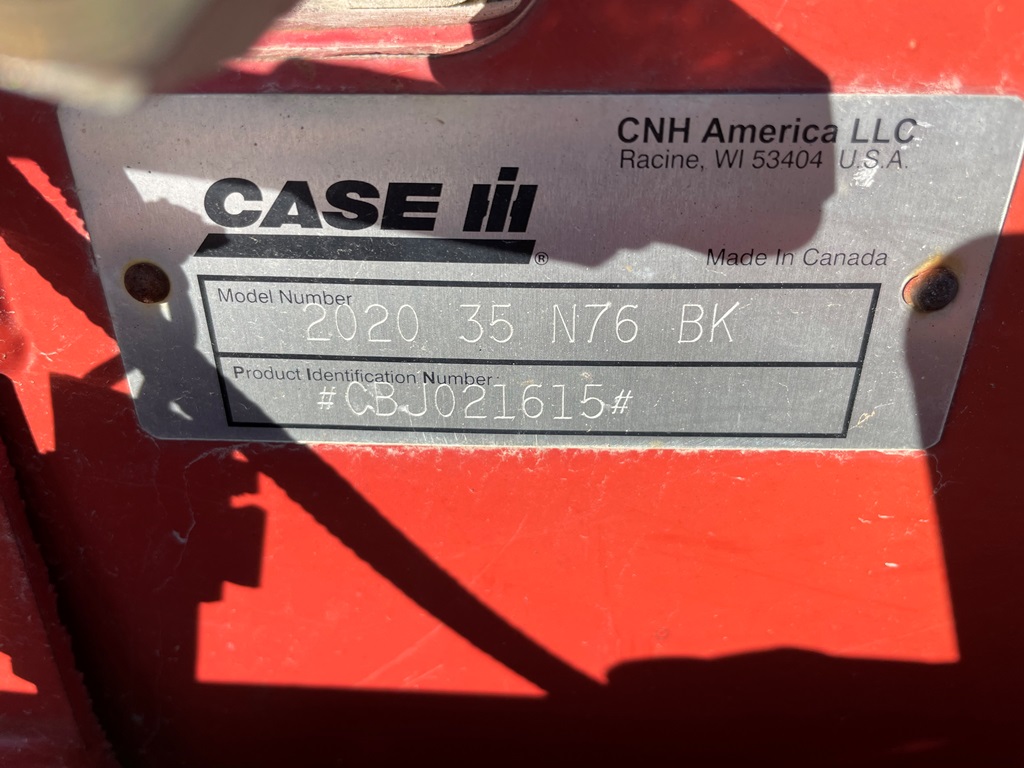 CNH America LLC
Racine, WI 53404 U.S.A.
CASE IH
®
Made In Canada
Model Number
2020 35 N76 BK
Product Identification Number
#CBJ021615#